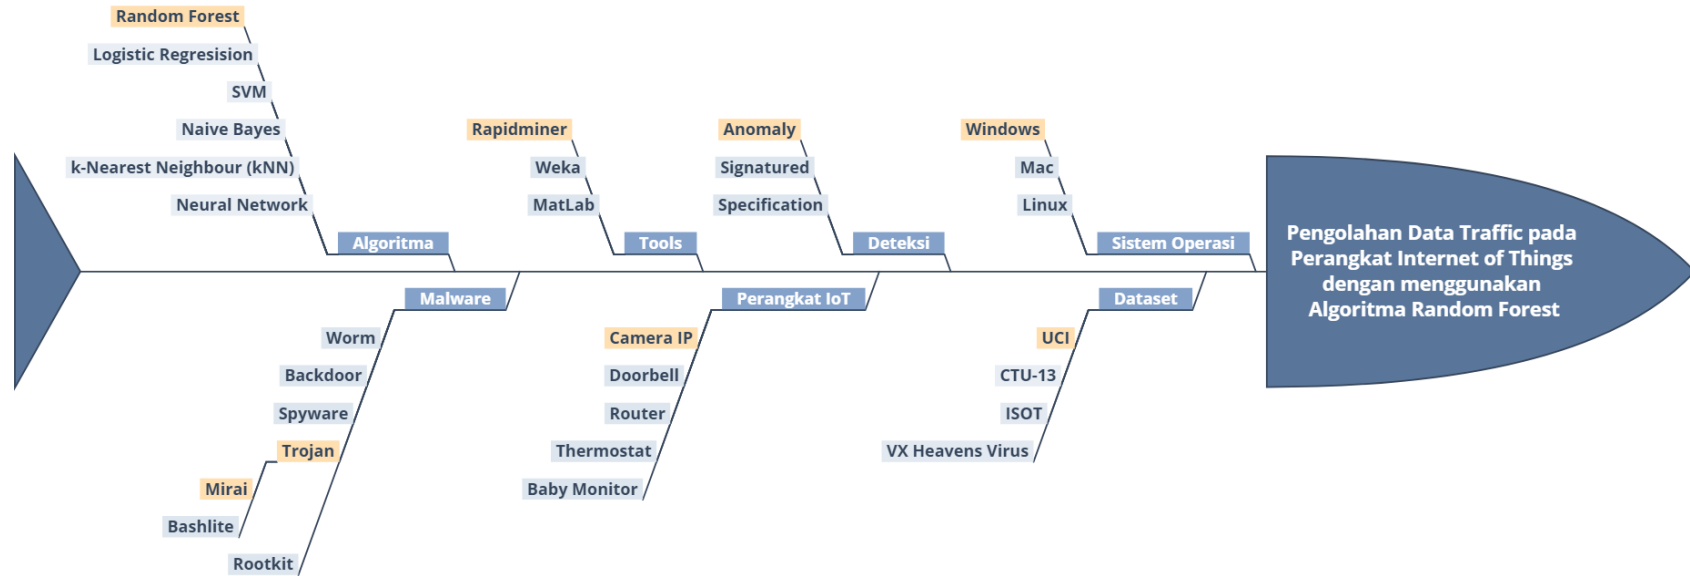 Random Forest
Logistic Regresision
SVM
Naive Bayes
k-Nearest Neighbour (kNN)
Neural Network
Algoritma
Rapidminer
Weka
MatLab
Tools
Anomaly
Signatured
Specification
Deteksi
Windows
Mac
Linux
Sistem Operasi
Malware
Worm
Backdoor
Spyware
Trojan
Mirai
Bashlite
Rootkit
Perangkat IoT
Camera IP
Doorbell
Router
Thermostat
Baby Monitor
Dataset
UCI
CTU-13
ISOT
VX Heavens Virus
Pengolahan Data Traffic pada
Perangkat Internet of Things
dengan menggunakan
Algoritma Random Forest